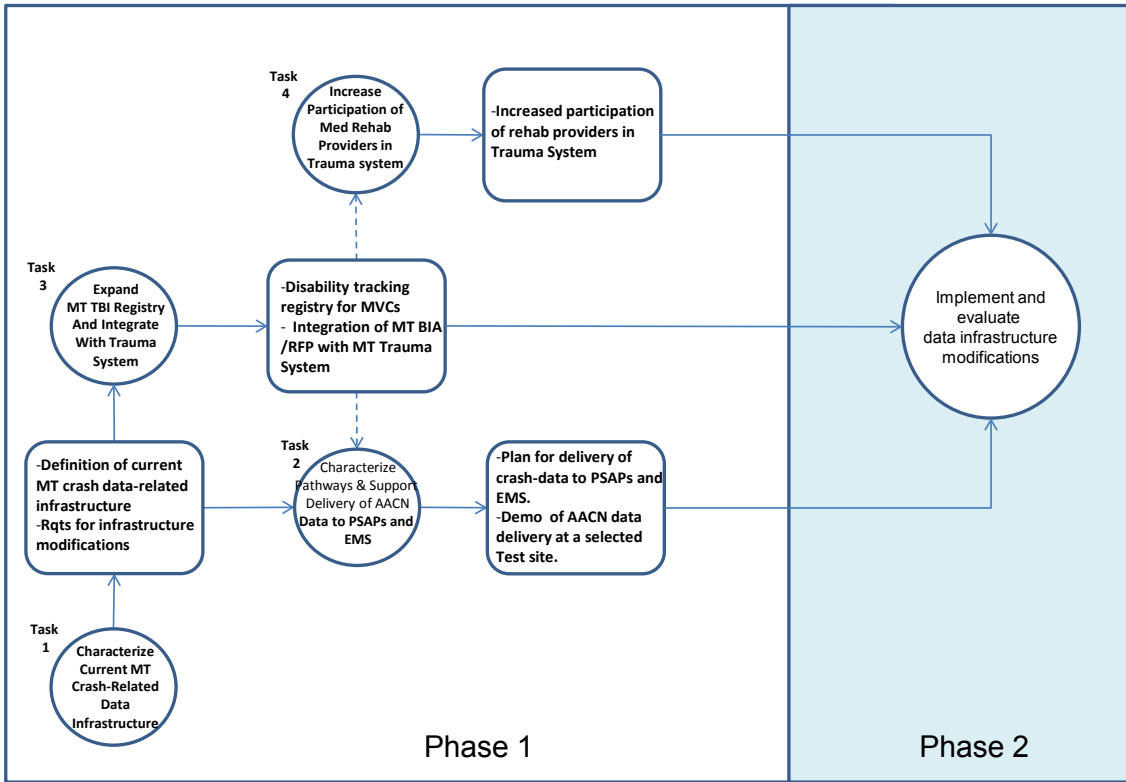 Task
4
Increase
Participation of
Med Rehab
Providers in
Trauma system
-Increased participation
of rehab providers in
Trauma System
Task
3
Expand
MT TBI Registry
And Integrate
With Trauma
System
-Disability tracking
registry for MVCs
- Integration of MT BIA
/RFP with MT Trauma
System
Implement and
evaluate
data infrastructure
modifications
-Definition of current
MT crash data-related
infrastructure
-Rqts for infrastructure
modifications
Task
2
Characterize
Pathways & Support
Delivery of AACN
Data to PSAPs and
EMS
-Plan for delivery of
crash-data to PSAPs and
EMS.
-Demo of AACN data
delivery at a selected
Test site.
Task
1
Characterize
Current MT
Crash-Related
Data
Infrastructure
Phase 1
Phase 2